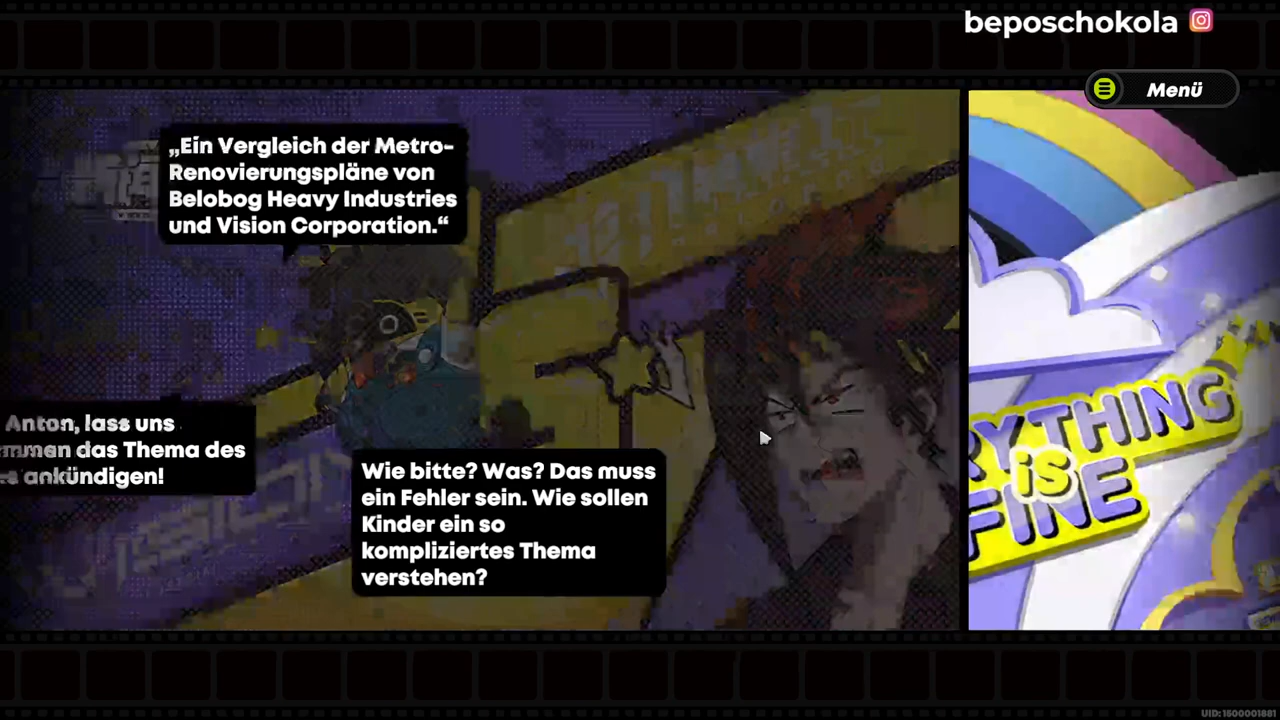 beposchokola
Menü
„Ein Vergleich der Metro-
Renovierungspläne von
Belobog Heavy Industries
und Vision Corporation.“
Anton, lass uns
das Thema des
ankündigen!
Wie bitte? Was? Das muss
ein Fehler sein. Wie sollen
Kinder ein so
kompliziertes Thema
verstehen?
RYTHING
iS
FINE
UID: 1500001881